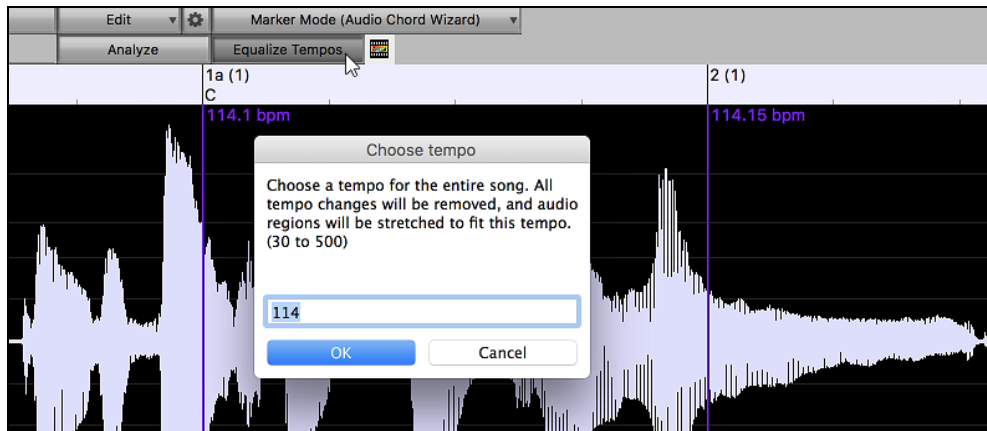 Edit
Marker Mode (Audio Chord Wizard)
Analyze
Equalize Tempos
1a (1)
2 (1)
C
114.1 bpm
114.15 bpm
Choose tempo
Choose a tempo for the entire song. All
tempo changes will be removed, and audio
regions will be stretched to fit this tempo.
(30 to 500)
114
OK
Cancel